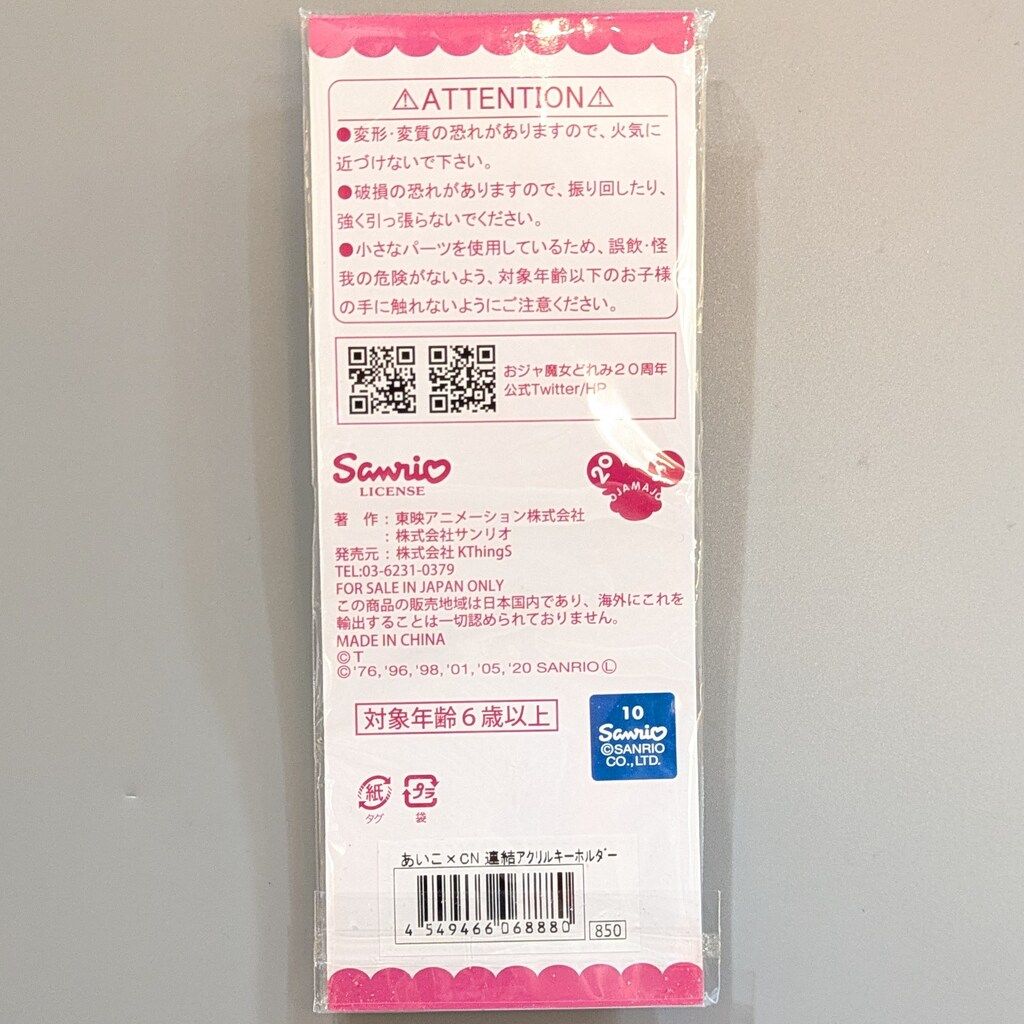 ⚠ATTENTION⚠
●変形・変質の恐れがありますので、火気に
近づけないで下さい。
●破損の恐れがありますので、振り回したり、
強く引っ張らないでください。
●小さなパーツを使用しているため、誤飲・怪
我の危険がないよう、対象年齢以下のお子様
の手に触れないようにご注意ください。
おジャ魔女どれみ20周年
公式Twitter/HP
Sanrio
LICENSE
20
OJAMAJO
著 作：東映アニメーション株式会社
：株式会社サンリオ
発売元：株式会社 KThingS
TEL:03-6231-0379
FOR SALE IN JAPAN ONLY
この商品の販売地域は日本国内であり、海外にこれを
輸出することは一切認められておりません。
MADE IN CHINA
©T
©'76,'96,'98,'01,'05,'20 SANRIO Ⓛ
対象年齢6歳以上
10
Sanrio
©SANRIO
CO.,LTD.
紙 プラ
タグ 袋
あいこ×CN 連結アクリルキーホルダー
4 549466 068880
850